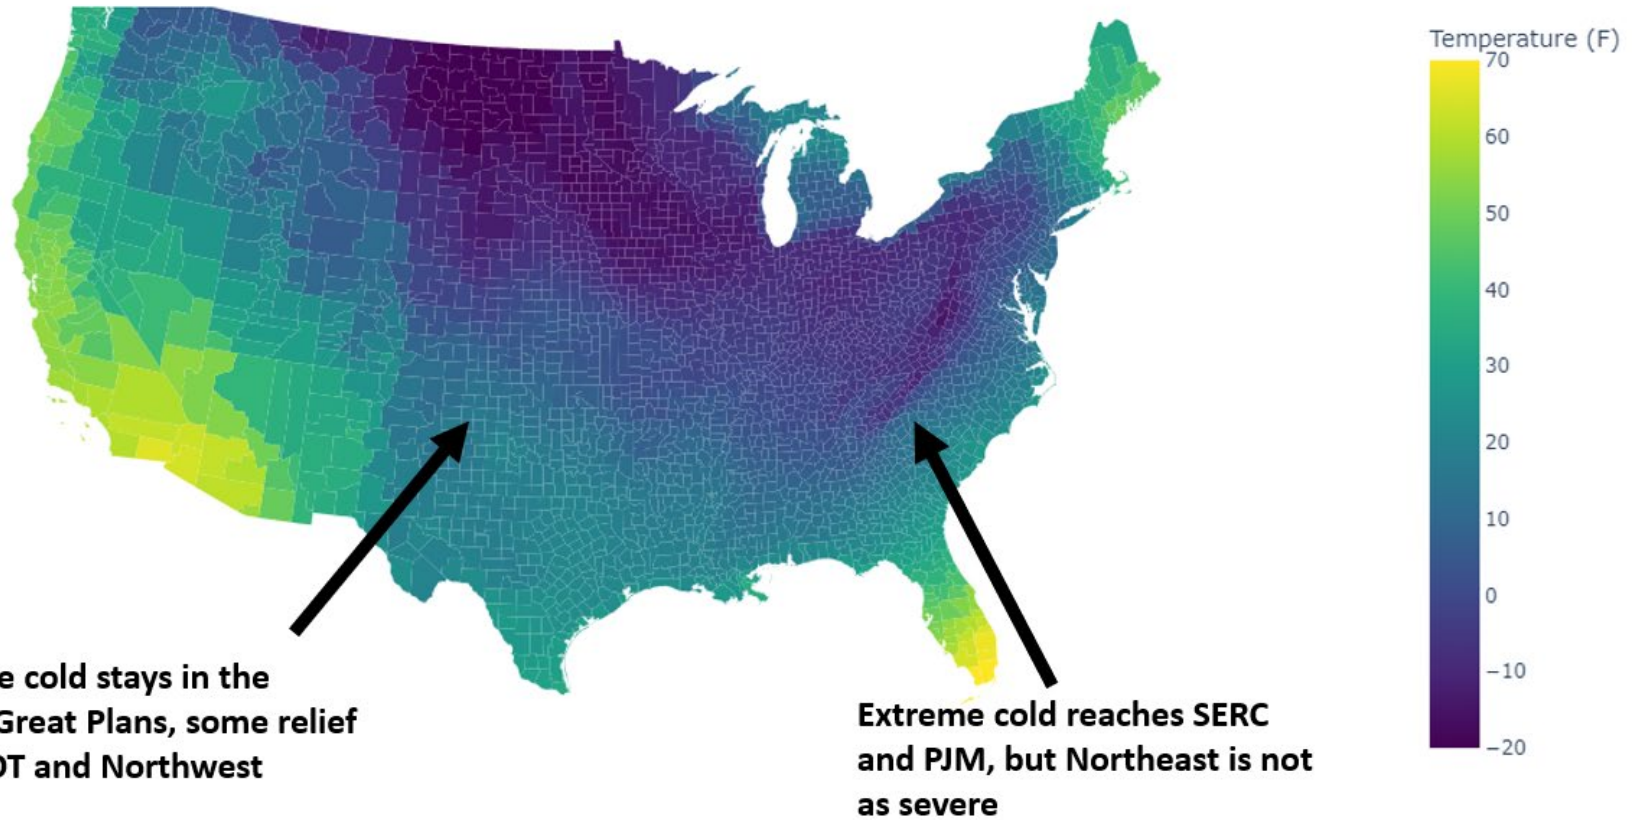 Temperature (F)
70
60
50
40
30
20
10
0
−10
−20
e cold stays in the
Great Plans, some relief
OT and Northwest
Extreme cold reaches SERC
and PJM, but Northeast is not
as severe